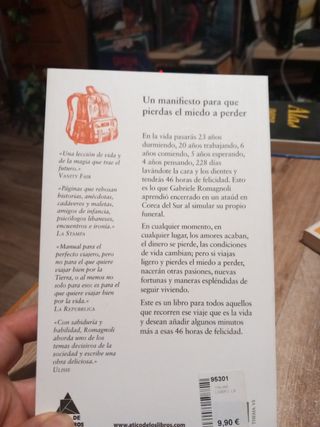 Un manifiesto para que
pierdas el miedo a perder
En la vida pasarás 23 años
durmiendo, 20 años trabajando, 6
años comiendo, 5 años esperando,
4 años pensando, 228 días
lavándote la cara y los dientes y
tendrás 46 horas de felicidad. Esto
es lo que Gabriele Romagnoli
aprendió encerrado en un ataúd en
Corea del Sur al simular su propio
funeral.
En cualquier momento, en
cualquier lugar, los amores acaban,
el dinero se pierde, las condiciones
de vida cambian; pero si viajas
ligero y pierdes el miedo a perder,
nacerán otras pasiones, nuevas
fortunas y maneras espléndidas de
seguir viviendo.
Este es un libro para todos aquellos
que recorren ese viaje que es la vida
y desean añadir algunos minutos
más a esas 46 horas de felicidad.
«Una lección de vida y
de la magia que trae el
futuro.»
VANITY FAIR
«Páginas que rebosan
historias, anécdotas,
cadáveres y maletas,
amigos de infancia,
psicólogos libaneses,
encuentros e ironía.»
LA STAMPA
«Manual para el
perfecto viajero, pero
no para el que quiere
viajar bien por la
Tierra, o al menos no
solo para eso: es para el
que quiere viajar bien
por la vida.»
LA REPUBBLICA
«Con sabiduría y
habilidad, Romagnoli
aborda uno de los
temas decisivos de la
sociedad y escribe una
obra deliciosa.»
ULISSE
www.aticodeloslibros.com
95301
9,90 €
DE